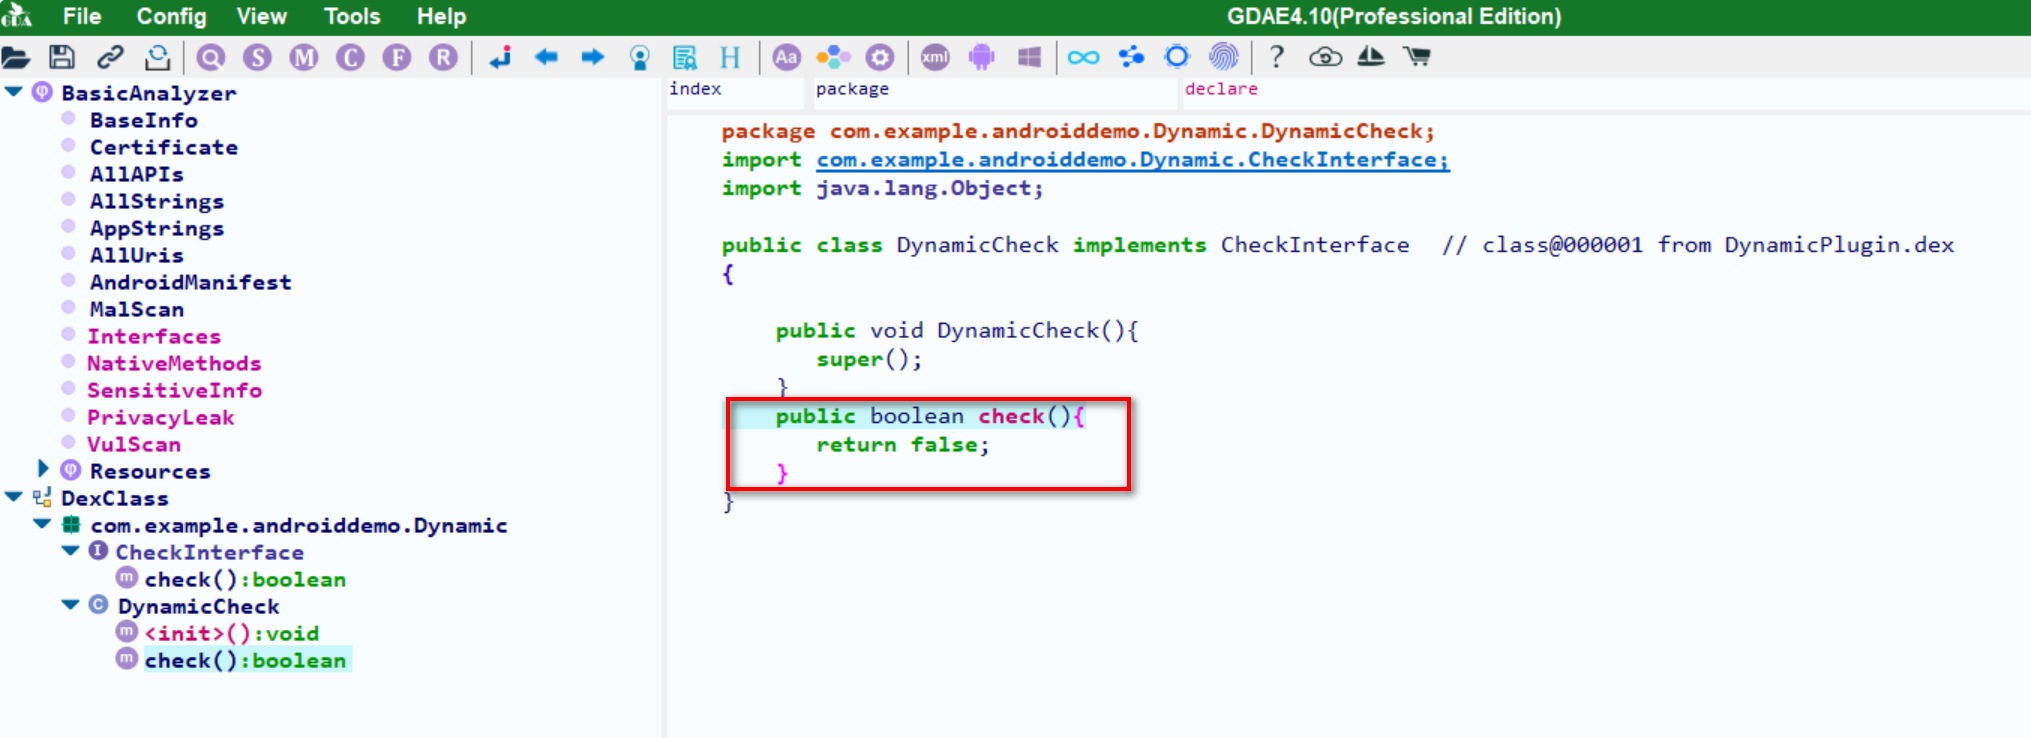 File Config View Tools Help GDAE4.10(Professional Edition)
GDA Q S M C F R H Aa xml ?
BasicAnalyzer
BaseInfo
Certificate
AllAPIs
AllStrings
AppStrings
AllUris
AndroidManifest
MalScan
Interfaces
NativeMethods
SensitiveInfo
PrivacyLeak
VulScan
Resources
DexClass
com.example.androiddemo.Dynamic
I CheckInterface
m check():boolean
C DynamicCheck
m <init>():void
m check():boolean
index package declare
package com.example.androiddemo.Dynamic.DynamicCheck;
import com.example.androiddemo.Dynamic.CheckInterface;
import java.lang.Object;
public class DynamicCheck implements CheckInterface // class@000001 from DynamicPlugin.dex
{
public void DynamicCheck(){
super();
}
public boolean check(){
return false;
}
}